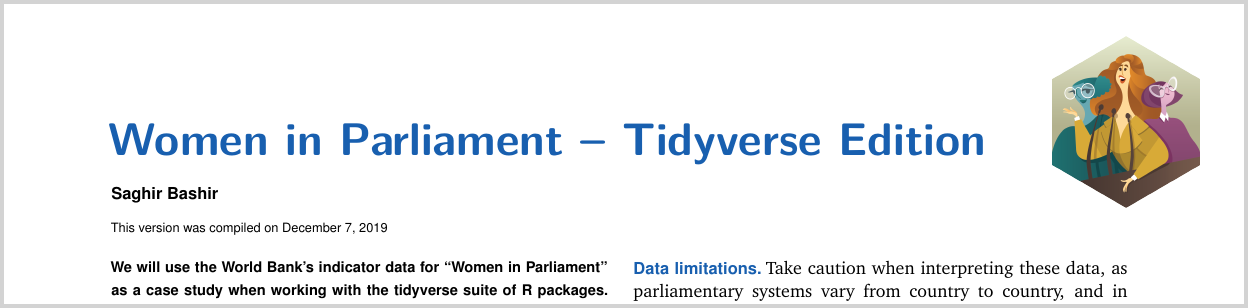 Women in Parliament – Tidyverse Edition
Saghir Bashir
This version was compiled on December 7, 2019
We will use the World Bank’s indicator data for “Women in Parliament”
as a case study when working with the tidyverse suite of R packages.
Data limitations. Take caution when interpreting these data, as
parliamentary systems vary from country to country, and in